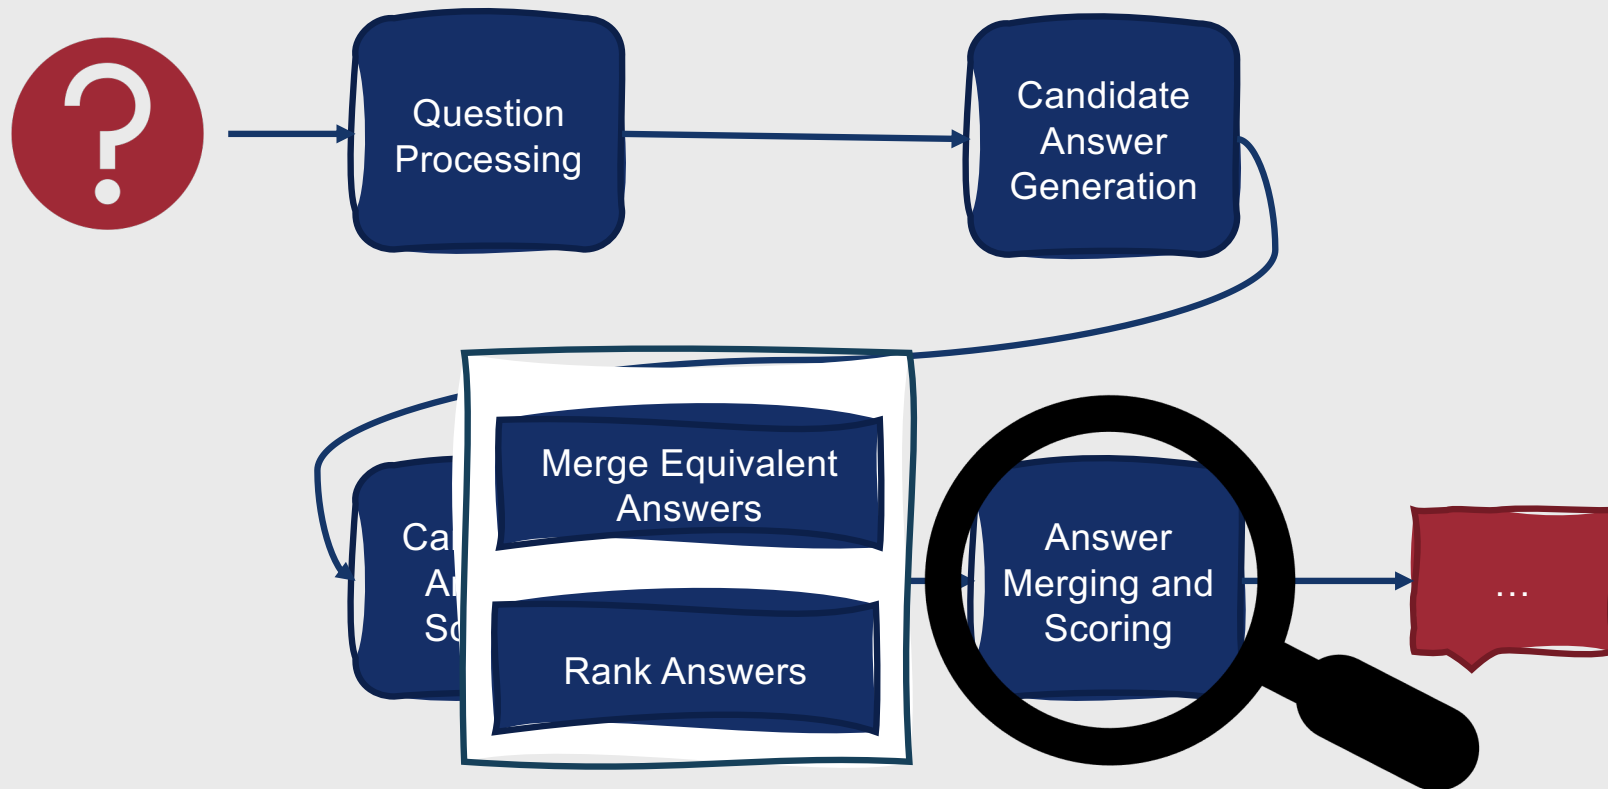 ?
Question
Processing
Candidate
Answer
Generation
Merge Equivalent
Answers
Rank Answers
Answer
Merging and
Scoring
...